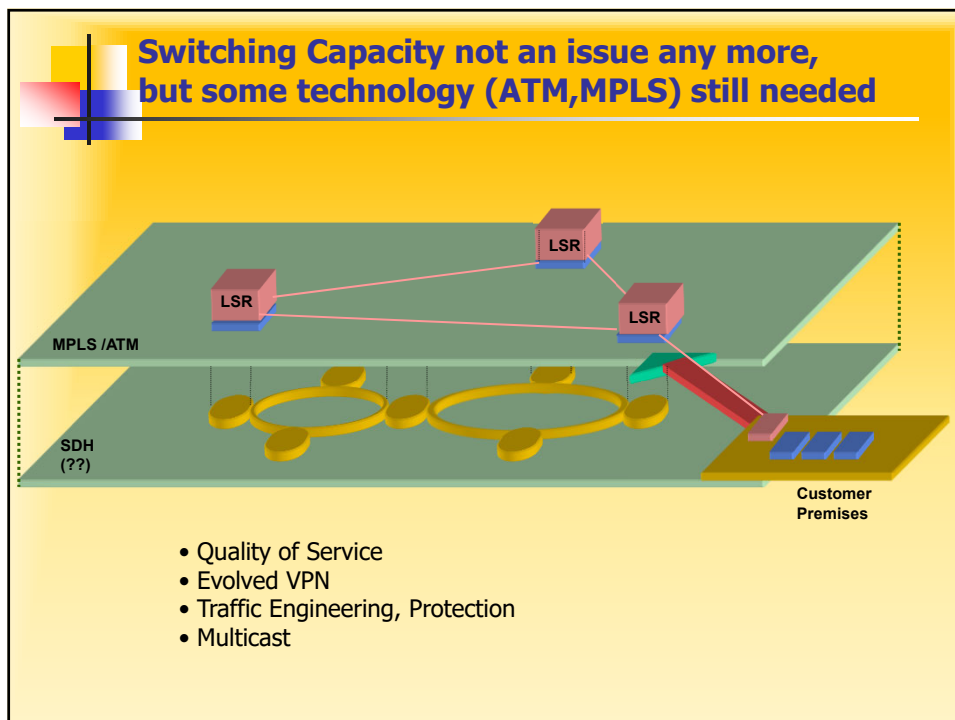 Switching Capacity not an issue any more,
but some technology (ATM,MPLS) still needed
LSR
LSR
LSR
MPLS /ATM
SDH
(??)
Customer
Premises
• Quality of Service
• Evolved VPN
• Traffic Engineering, Protection
• Multicast